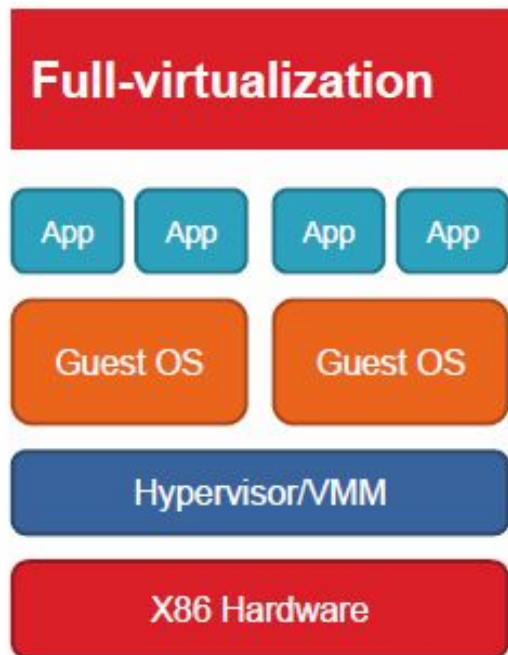 Full-virtualization
App App App App
Guest OS Guest OS
Hypervisor/VMM
X86 Hardware